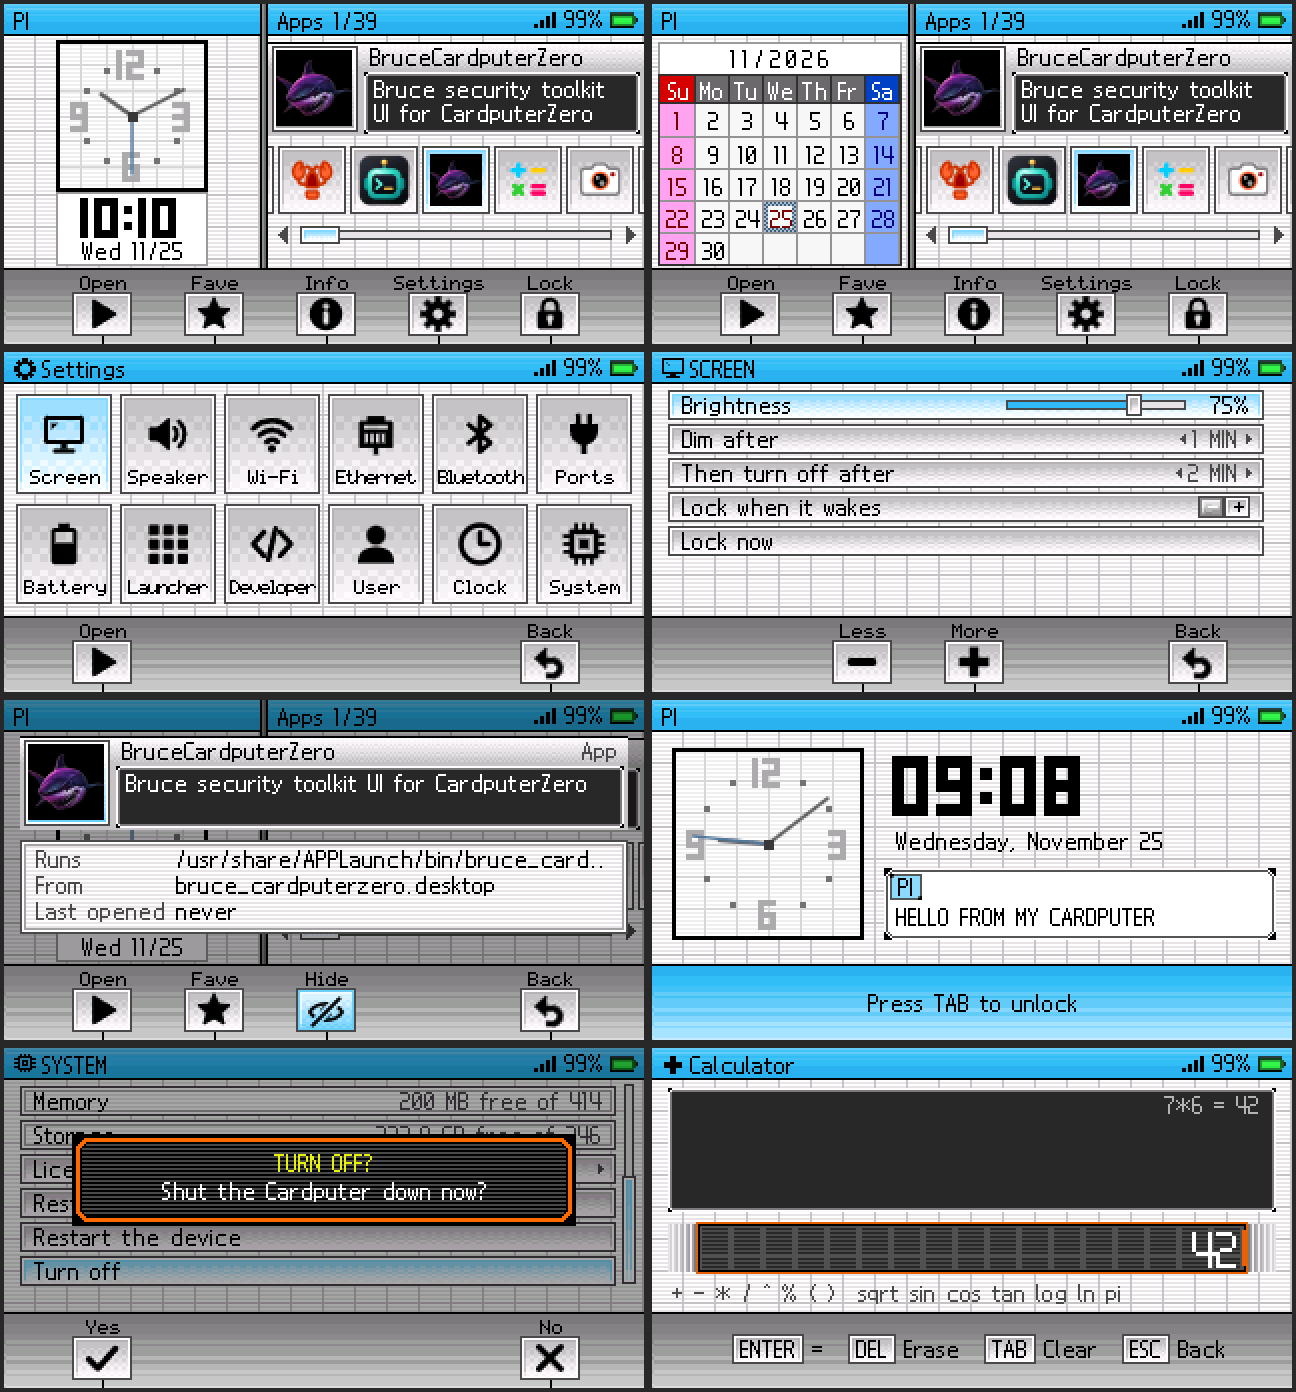 PI
Apps 1/39
99%
12
9
3
6
10:10
Wed 11/25
BruceCardputerZero
Bruce security toolkit
UI for CardputerZero
Open
Fave
Info
Settings
Lock
PI
Apps 1/39
99%
11/2026
Su Mo Tu We Th Fr Sa
1 2 3 4 5 6 7
8 9 10 11 12 13 14
15 16 17 18 19 20 21
22 23 24 25 26 27 28
29 30
BruceCardputerZero
Bruce security toolkit
UI for CardputerZero
Open
Fave
Info
Settings
Lock
Settings
99%
Screen
Speaker
Wi-Fi
Ethernet
Bluetooth
Ports
Battery
Launcher
Developer
User
Clock
System
Open
Back
SCREEN
99%
Brightness 75%
Dim after 1 MIN
Then turn off after 2 MIN
Lock when it wakes - +
Lock now
Less
More
Back
PI
Apps 1/39
99%
BruceCardputerZero App
Bruce security toolkit UI for CardputerZero
Runs /usr/share/APPLaunch/bin/bruce_card..
From bruce_cardputerzero.desktop
Last opened never
Wed 11/25
Open
Fave
Hide
Back
PI
99%
12
9
3
6
09:08
Wednesday, November 25
PI
HELLO FROM MY CARDPUTER
Press TAB to unlock
SYSTEM
99%
Memory 200 MB free of 414
TURN OFF?
Shut the Cardputer down now?
Restart the device
Turn off
Yes
No
Calculator
99%
7*6 = 42
42
+ - * / ^ % ( ) sqrt sin cos tan log ln pi
ENTER = DEL Erase TAB Clear ESC Back